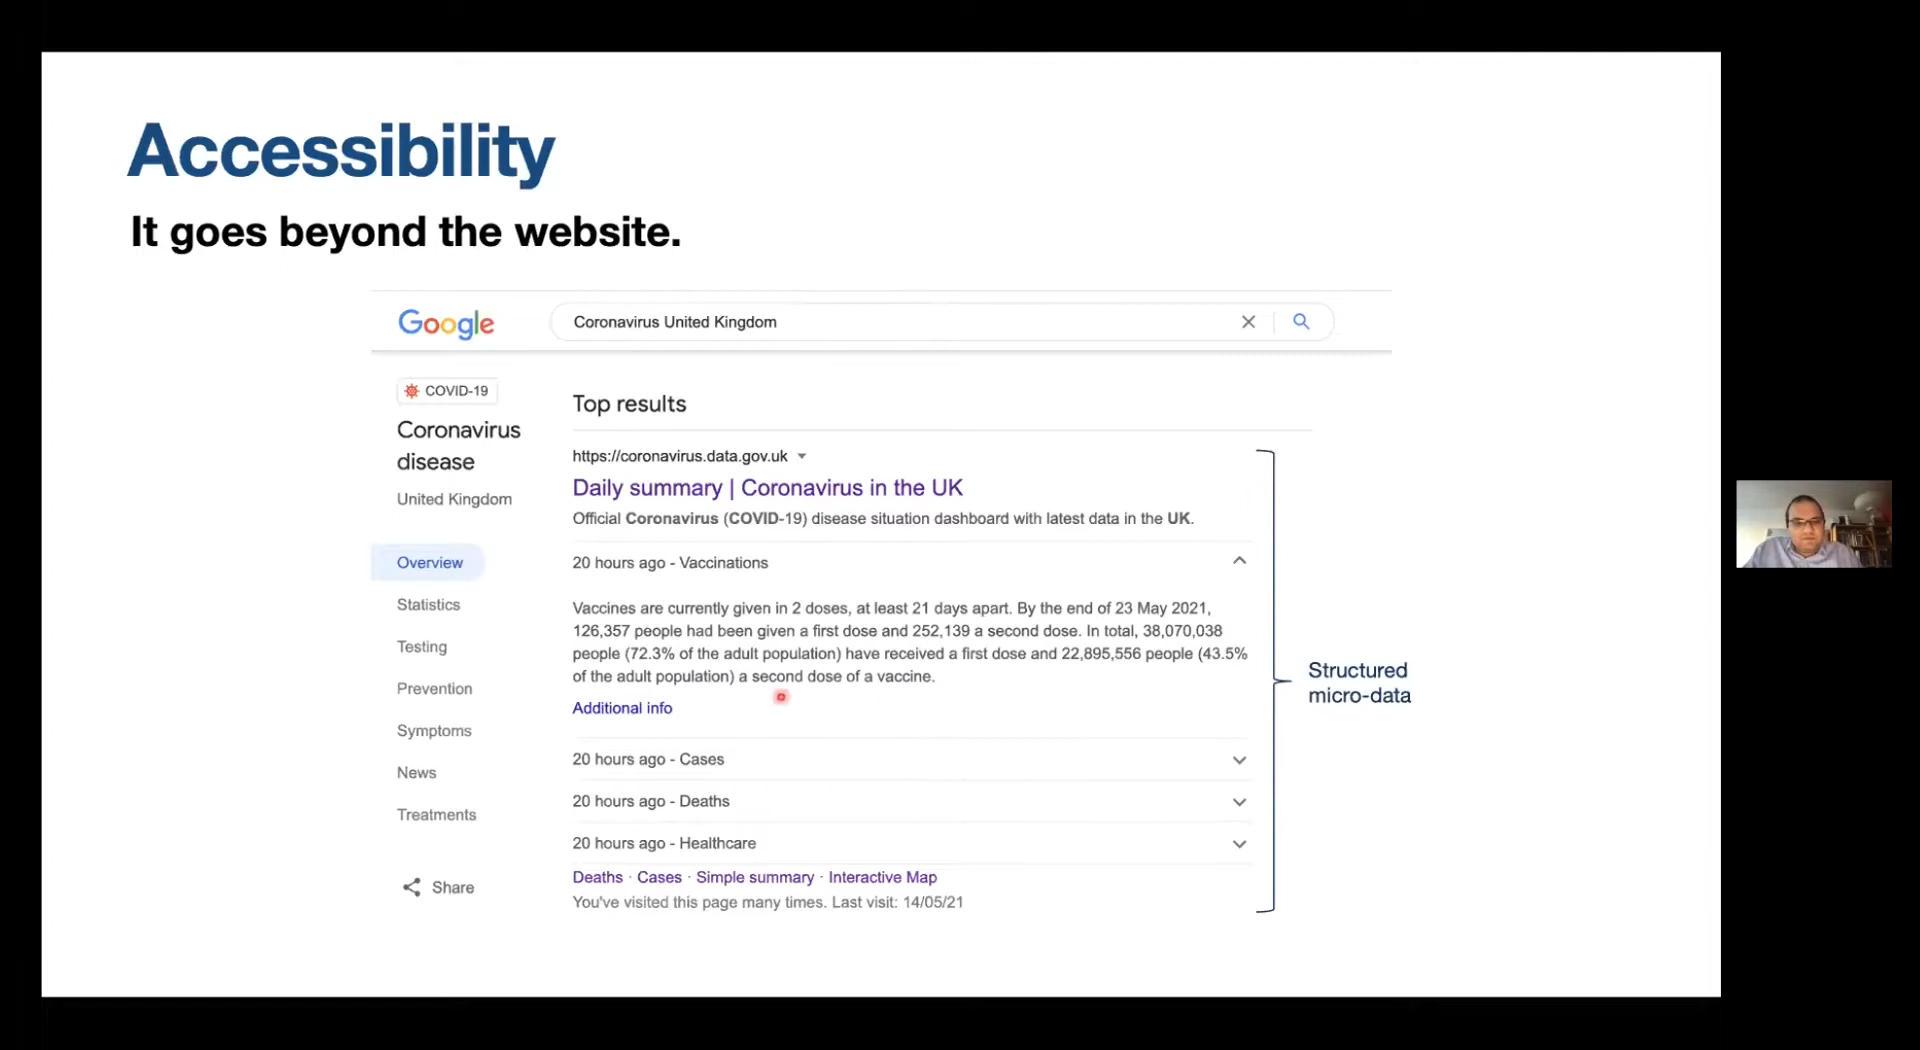 Accessibility
It goes beyond the website.
Google
Coronavirus United Kingdom
COVID-19
Coronavirus
disease
United Kingdom
Overview
Statistics
Testing
Prevention
Symptoms
News
Treatments
Share
Top results
https://coronavirus.data.gov.uk
Daily summary | Coronavirus in the UK
Official Coronavirus (COVID-19) disease situation dashboard with latest data in the UK.
20 hours ago - Vaccinations
Vaccines are currently given in 2 doses, at least 21 days apart. By the end of 23 May 2021,
126,357 people had been given a first dose and 252,139 a second dose. In total, 38,070,038
people (72.3% of the adult population) have received a first dose and 22,895,556 people (43.5%
of the adult population) a second dose of a vaccine.
Additional info
20 hours ago - Cases
20 hours ago - Deaths
20 hours ago - Healthcare
Deaths · Cases · Simple summary · Interactive Map
You've visited this page many times. Last visit: 14/05/21
Structured
micro-data